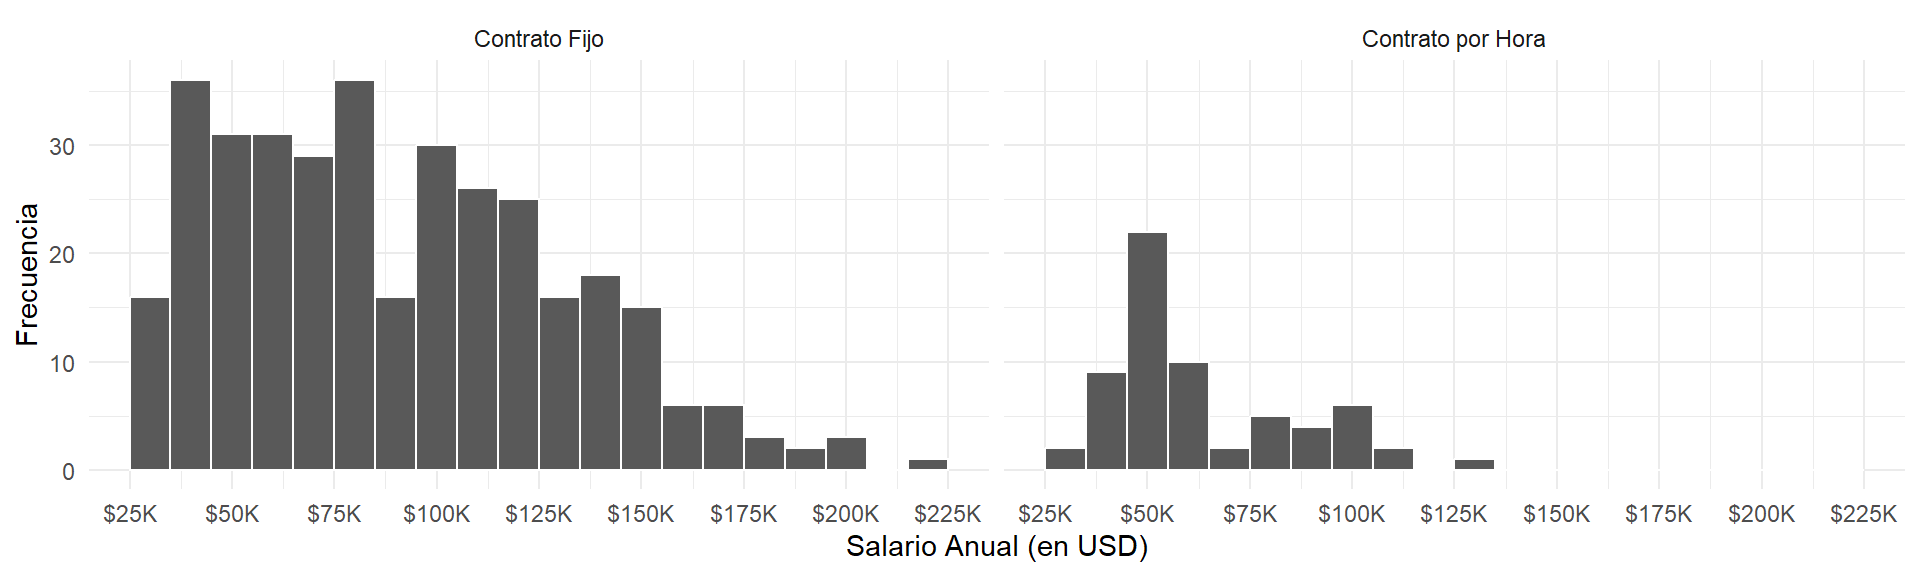 Contrato Fijo
Contrato por Hora
Frecuencia
30
20
10
0
$25K $50K $75K $100K $125K $150K $175K $200K $225K
$25K $50K $75K $100K $125K $150K $175K $200K $225K
Salario Anual (en USD)